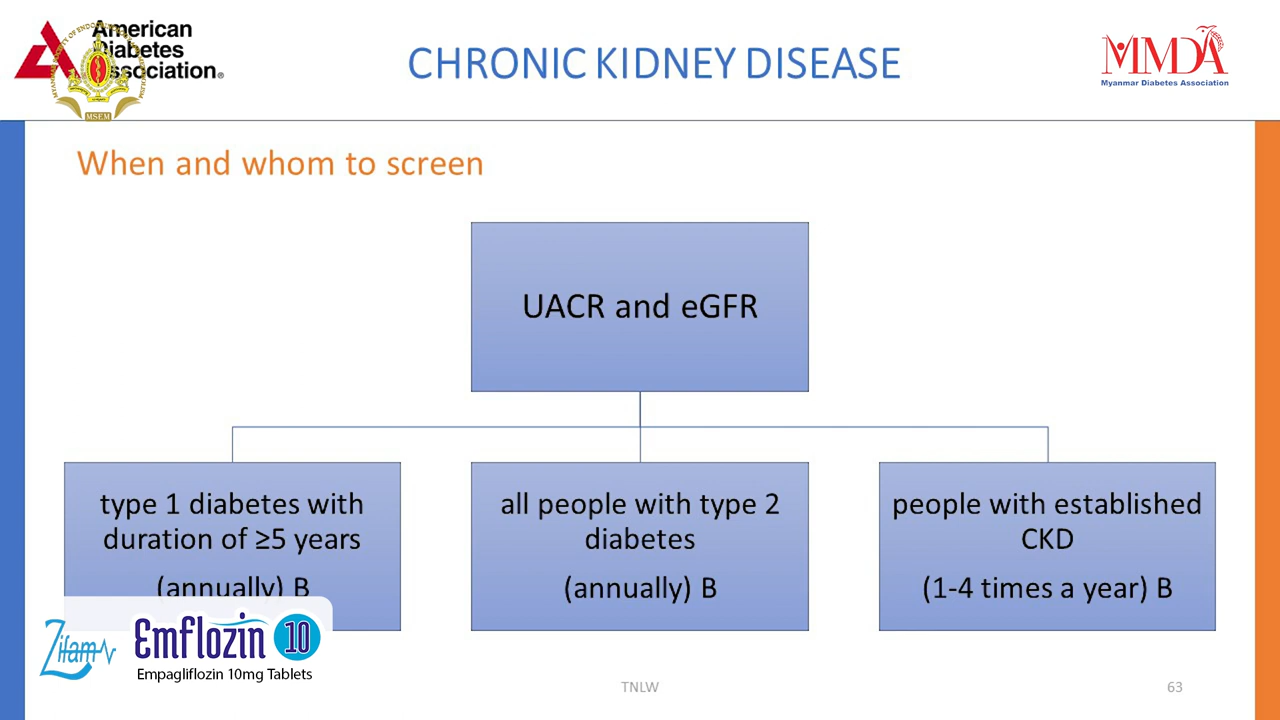 American
Diabetes
Association®
MSEM
CHRONIC KIDNEY DISEASE
MMDA
Myanmar Diabetes Association
When and whom to screen
UACR and eGFR
type 1 diabetes with
duration of ≥5 years
(annually) B
all people with type 2
diabetes
(annually) B
people with established
CKD
(1-4 times a year) B
Zifam
Emflozin 10
Empagliflozin 10mg Tablets
TNLW
63